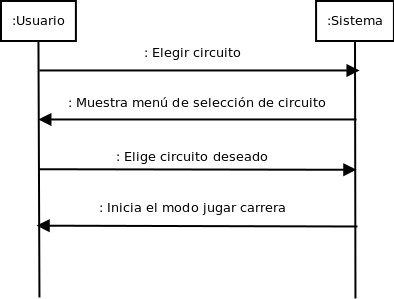 :Usuario
:Sistema
: Elegir circuito
: Muestra menú de selección de circuito
: Elige circuito deseado
: Inicia el modo jugar carrera